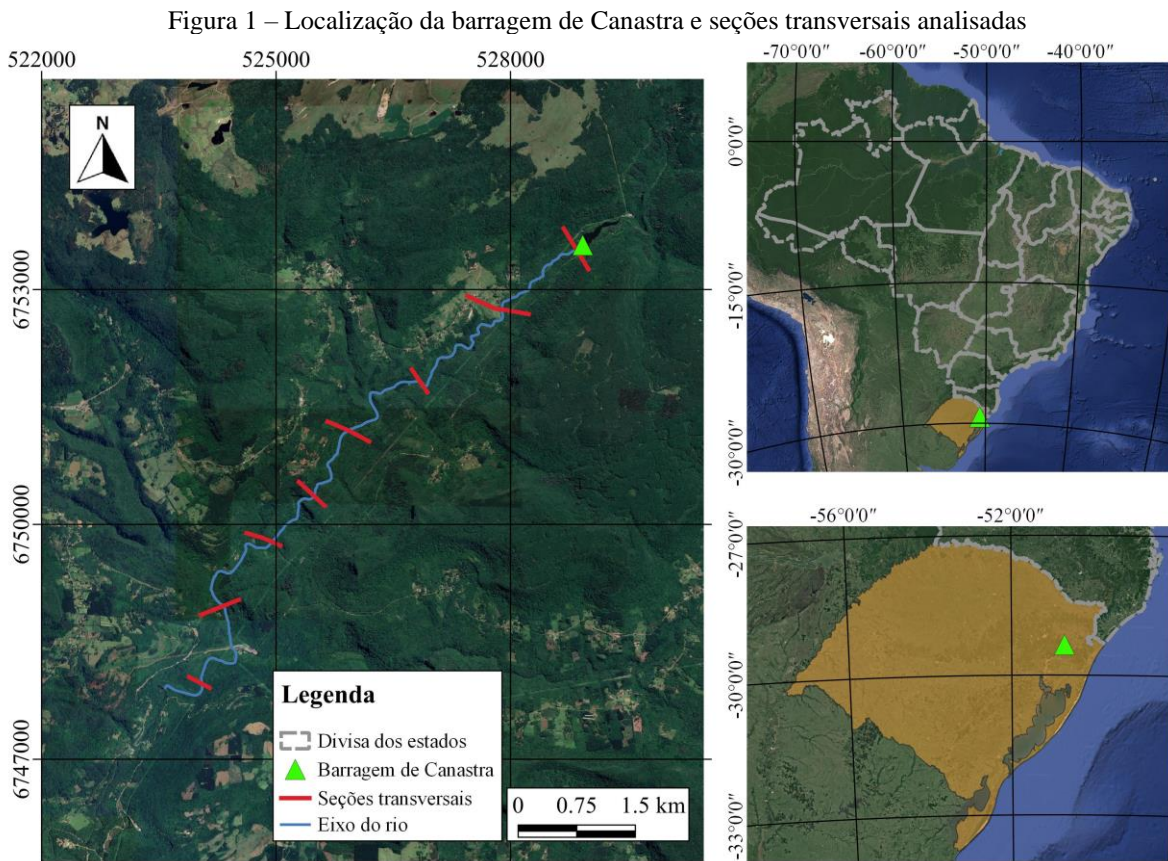 Figura 1 – Localização da barragem de Canastra e seções transversais analisadas
522000 525000 528000
N
6753000
6750000
6747000
Legenda
Divisa dos estados
Barragem de Canastra
Seções transversais
Eixo do rio
0 0.75 1.5 km
-70°0'0" -60°0'0" -50°0'0" -40°0'0"
0°0'0"
-15°0'0"
-30°0'0"
-56°0'0" -52°0'0"
-27°0'0"
-30°0'0"
-33°0'0"